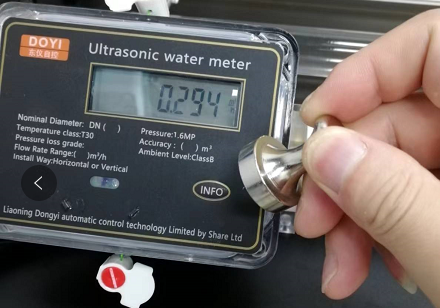 DOYI
东仪自控
Ultrasonic water meter
0.294
Nominal Diameter: DN ( )
Temperature class:T30
Pressure loss grade:
Flow Rate Range:( )m³/h
Install Way:Horizontal or Vertical
Pressure:1.6MP
Accuracy : ( ) m³
Ambient Level:ClassB
INFO
Liaoning Dongyi automatic control technology Limited by Share Ltd